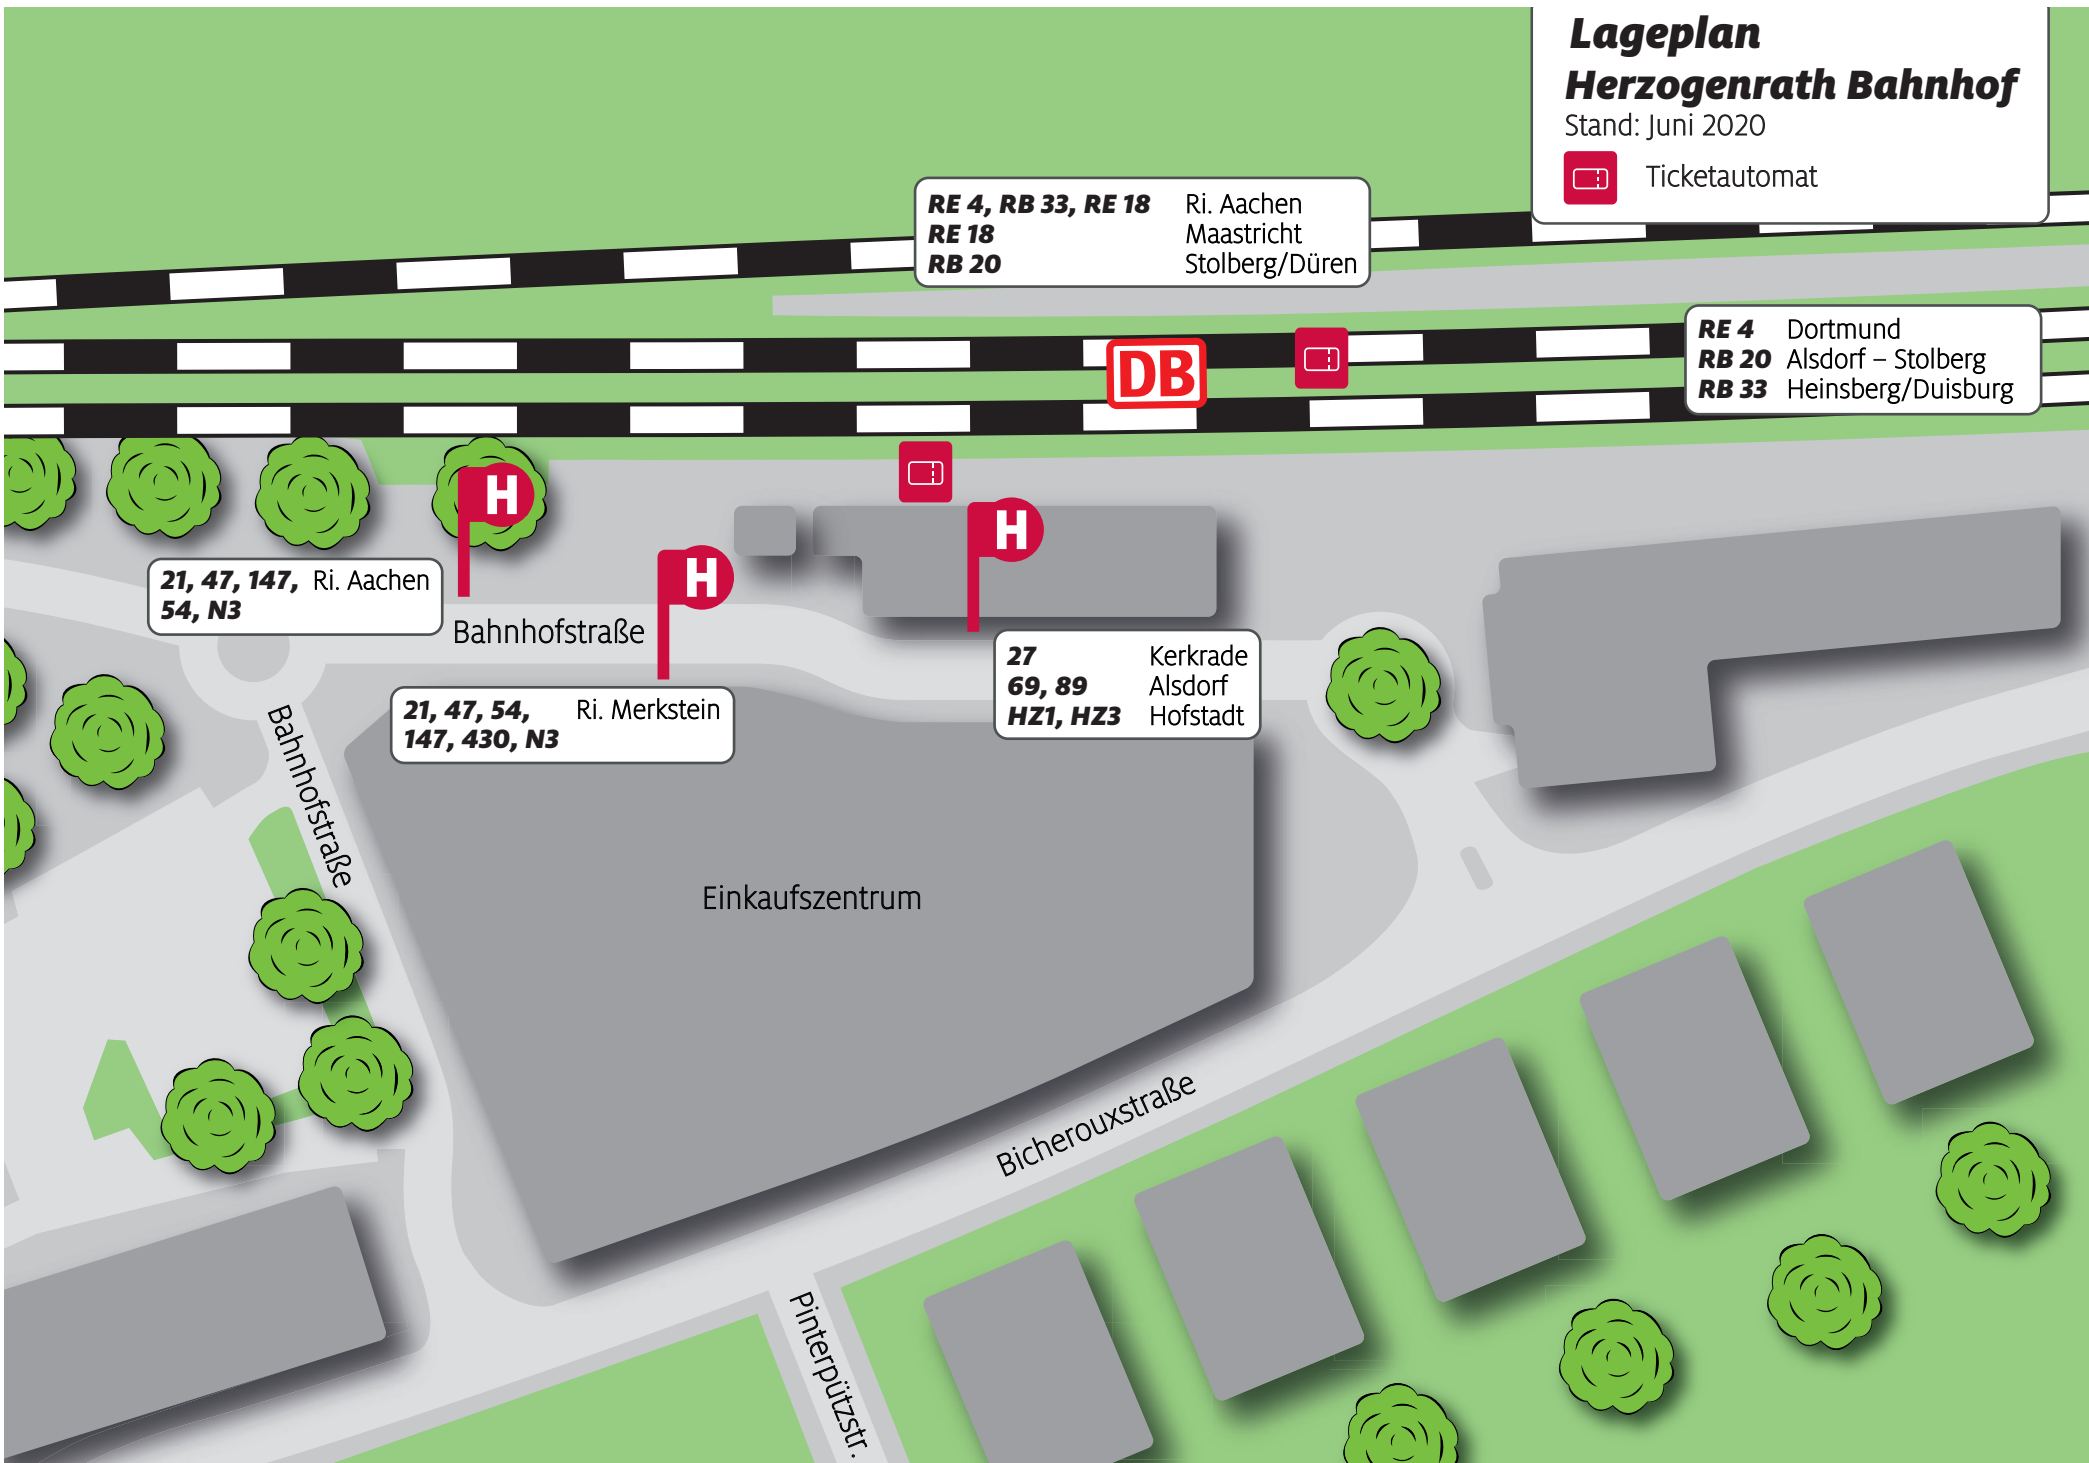 Lageplan
Herzogenrath Bahnhof
Stand: Juni 2020
Ticketautomat
RE 4, RB 33, RE 18 Ri. Aachen
RE 18 Maastricht
RB 20 Stolberg/Düren
RE 4 Dortmund
RB 20 Alsdorf – Stolberg
RB 33 Heinsberg/Duisburg
DB
H
H
H
21, 47, 147, Ri. Aachen
54, N3
Bahnhofstraße
27 Kerkrade
69, 89 Alsdorf
HZ1, HZ3 Hofstadt
21, 47, 54, Ri. Merkstein
147, 430, N3
Bahnhofstraße
Einkaufszentrum
Bicherouxstraße
Pinterpützstr.